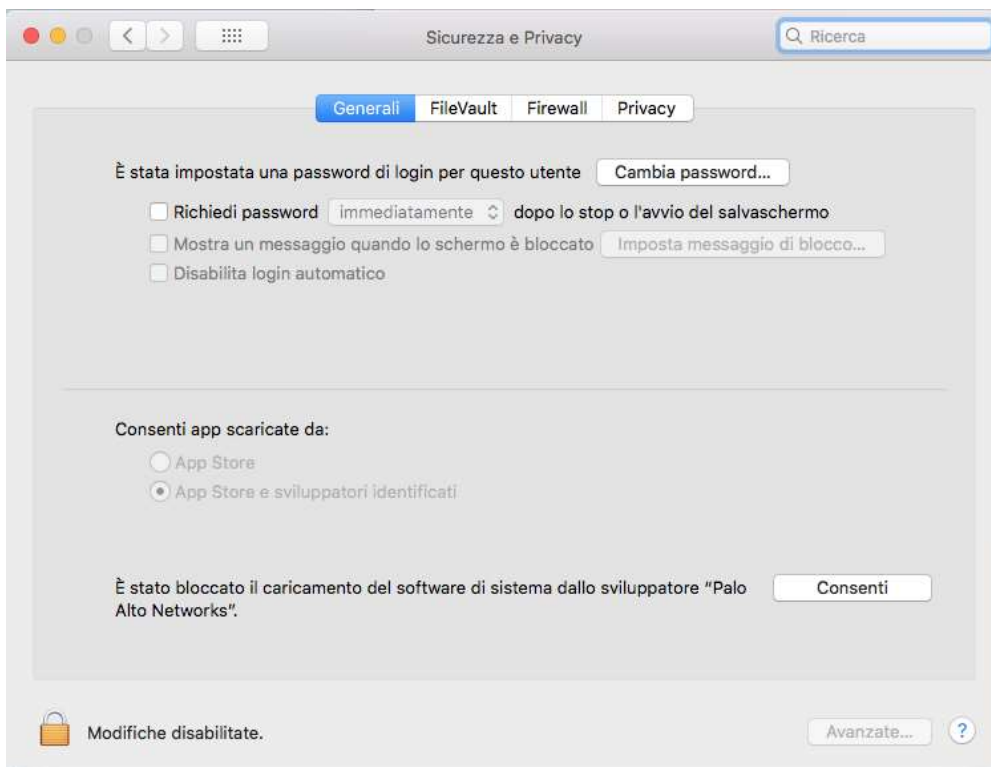 Sicurezza e Privacy
Ricerca
Generali FileVault Firewall Privacy
È stata impostata una password di login per questo utente Cambia password...
Richiedi password immediatamente dopo lo stop o l'avvio del salvaschermo
Mostra un messaggio quando lo schermo è bloccato Imposta messaggio di blocco...
Disabilita login automatico
Consenti app scaricate da:
App Store
App Store e sviluppatori identificati
È stato bloccato il caricamento del software di sistema dallo sviluppatore “Palo Consenti
Alto Networks”.
Modifiche disabilitate.
Avanzate... ?